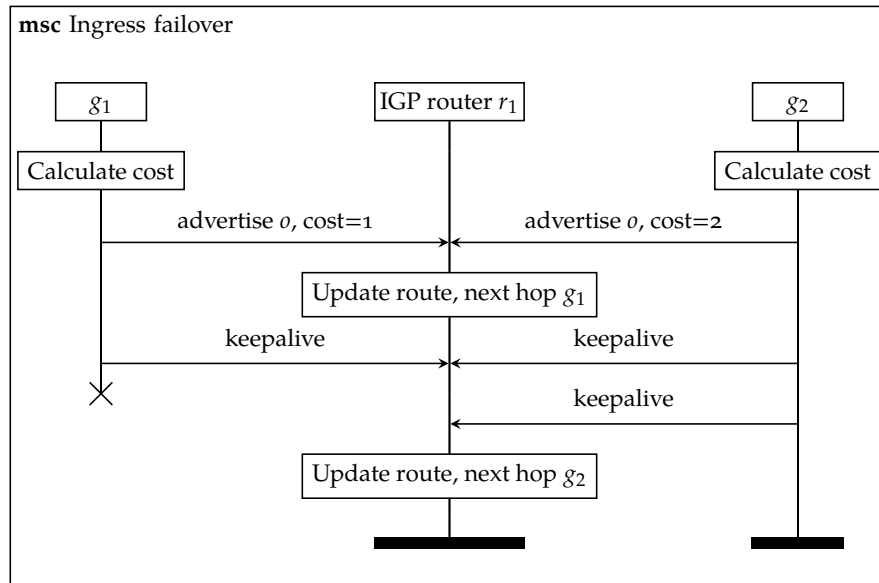 msc Ingress failover
g1 IGP router r1 g2
Calculate cost Calculate cost
advertise o, cost=1 advertise o, cost=2
Update route, next hop g1
keepalive keepalive
keepalive
Update route, next hop g2